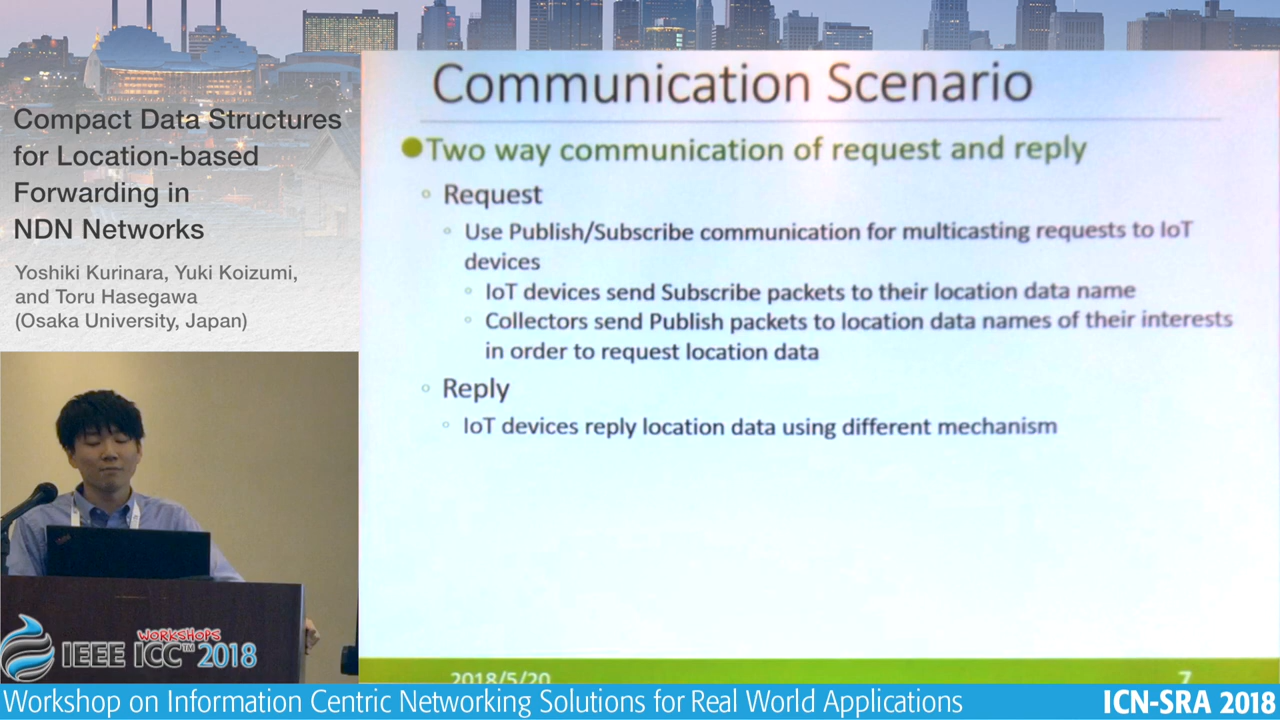 Compact Data Structures
for Location-based
Forwarding in
NDN Networks
Yoshiki Kurinara, Yuki Koizumi,
and Toru Hasegawa
(Osaka University, Japan)
Communication Scenario
Two way communication of request and reply
Request
Use Publish/Subscribe communication for multicasting requests to IoT
devices
IoT devices send Subscribe packets to their location data name
Collectors send Publish packets to location data names of their interests
in order to request location data
Reply
IoT devices reply location data using different mechanism
2018/5/20
7
WORKSHOPS
IEEE ICC™ 2018
Workshop on Information Centric Networking Solutions for Real World Applications
ICN-SRA 2018